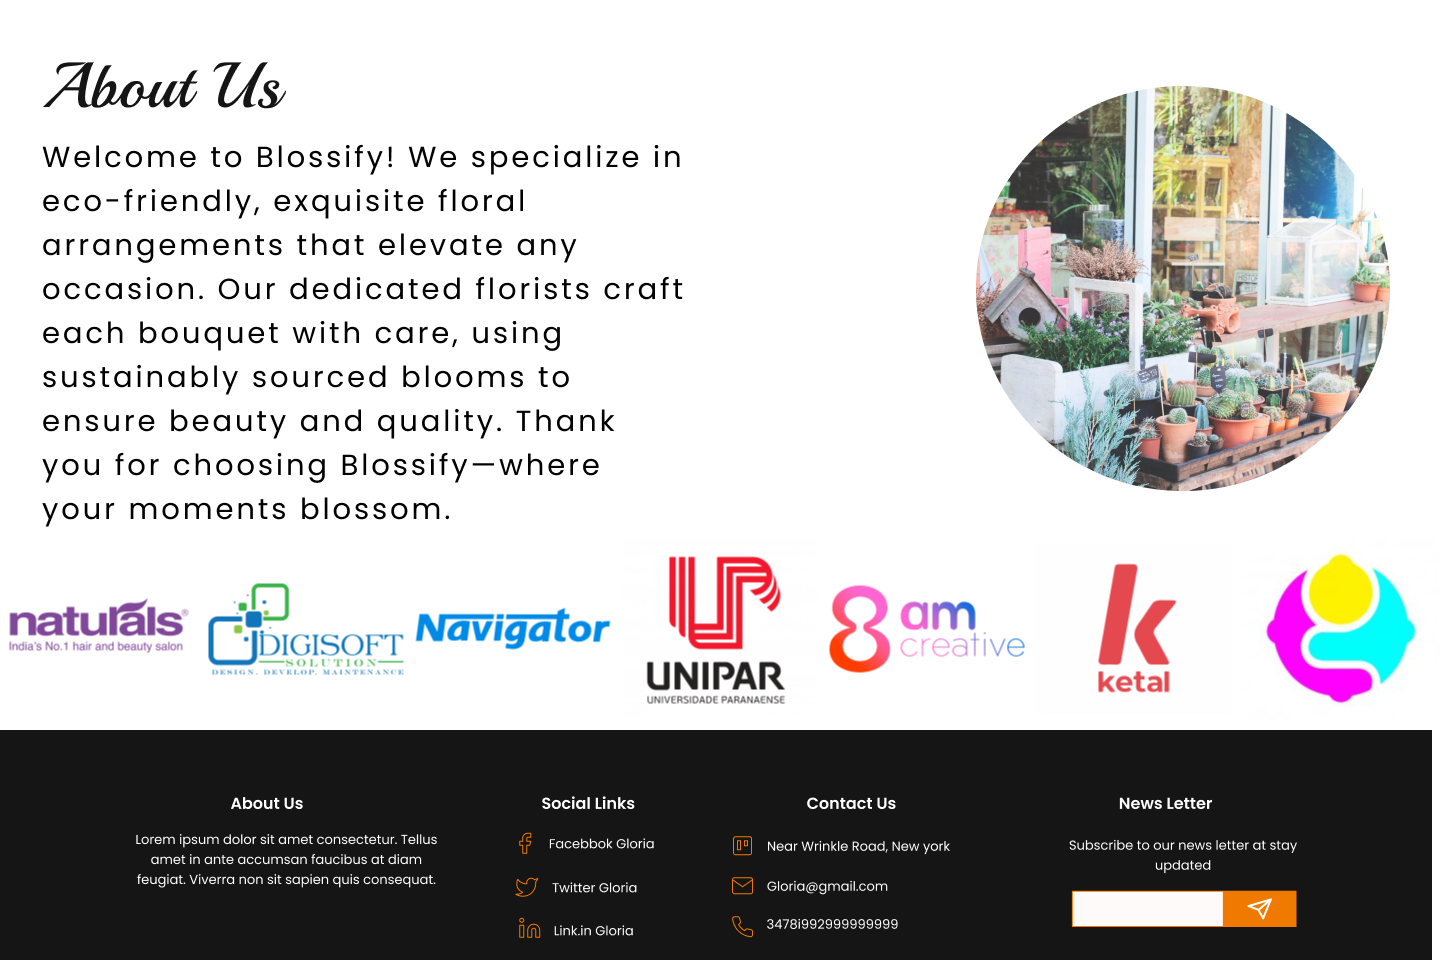 About Us
Welcome to Blossify! We specialize in
eco-friendly, exquisite floral
arrangements that elevate any
occasion. Our dedicated florists craft
each bouquet with care, using
sustainably sourced blooms to
ensure beauty and quality. Thank
you for choosing Blossify—where
your moments blossom.
naturals®
India's No.1 hair and beauty salon
DIGISOFT
SOLUTION
DESIGN. DEVELOP. MAINTENANCE
Navigator
UNIPAR
UNIVERSIDADE PARANAENSE
8 am
creative
k
ketal
About Us
Lorem ipsum dolor sit amet consectetur. Tellus
amet in ante accumsan faucibus at diam
feugiat. Viverra non sit sapien quis consequat.
Social Links
Facebbok Gloria
Twitter Gloria
Link.in Gloria
Contact Us
Near Wrinkle Road, New york
Gloria@gmail.com
3478i992999999999
News Letter
Subscribe to our news letter at stay
updated